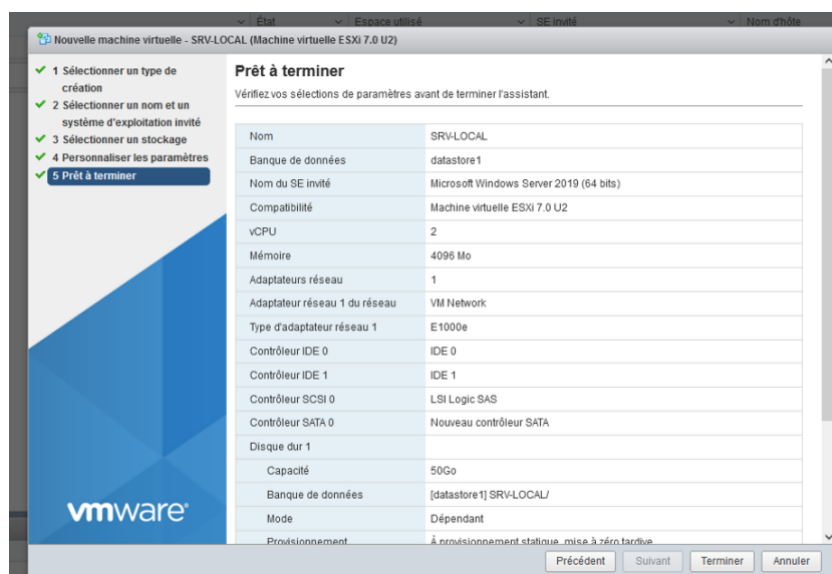 État Espace utilisé SE invité Nom d'hôte
Nouvelle machine virtuelle - SRV-LOCAL (Machine virtuelle ESXi 7.0 U2)
1 Sélectionner un type de
création
2 Sélectionner un nom et un
système d'exploitation invité
3 Sélectionner un stockage
4 Personnaliser les paramètres
5 Prêt à terminer
vmware®
Prêt à terminer
Vérifiez vos sélections de paramètres avant de terminer l'assistant.
Nom SRV-LOCAL
Banque de données datastore1
Nom du SE invité Microsoft Windows Server 2019 (64 bits)
Compatibilité Machine virtuelle ESXi 7.0 U2
vCPU 2
Mémoire 4096 Mo
Adaptateurs réseau 1
Adaptateur réseau 1 du réseau VM Network
Type d'adaptateur réseau 1 E1000e
Contrôleur IDE 0 IDE 0
Contrôleur IDE 1 IDE 1
Contrôleur SCSI 0 LSI Logic SAS
Contrôleur SATA 0 Nouveau contrôleur SATA
Disque dur 1
Capacité 50Go
Banque de données [datastore1] SRV-LOCAL/
Mode Dépendant
Provisionnement À provisionnement statique, mise à zéro tardive
Précédent Suivant Terminer Annuler